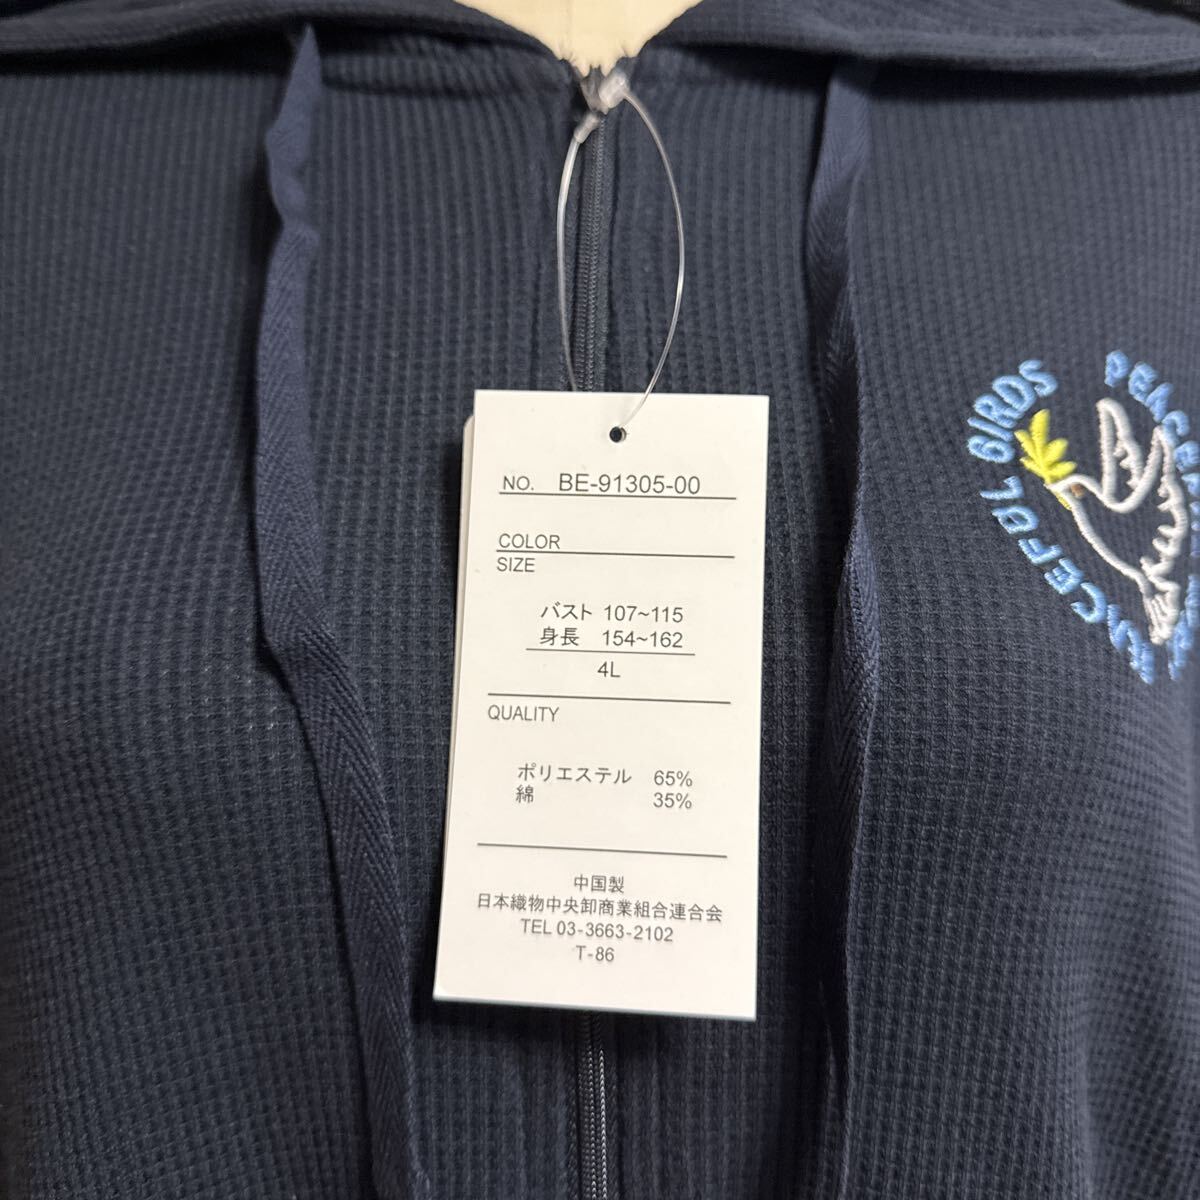 NO. BE-91305-00
COLOR
SIZE
バスト 107~115
身長 154~162
4L
QUALITY
ポリエステル 65%
綿 35%
中国製
日本織物中央卸商業組合連合会
TEL 03-3663-2102
T-86
PEACEFUL BIRDS